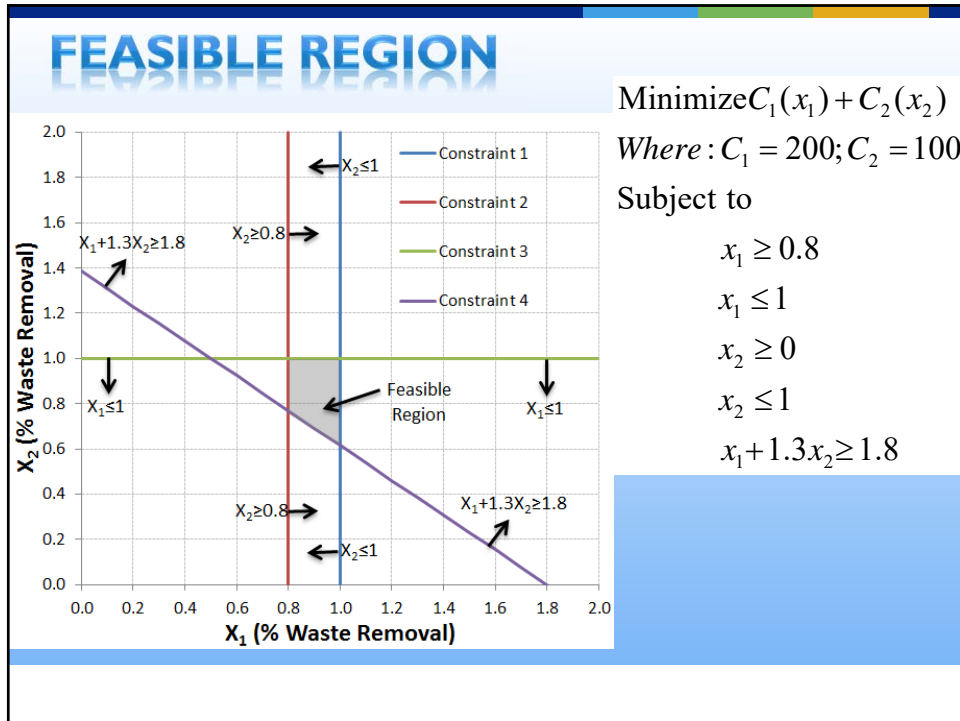 FEASIBLE REGION
Minimize C₁(x₁) + C₂(x₂)
Where : C₁ = 200; C₂ = 100
Subject to
x₁ ≥ 0.8
x₁ ≤ 1
x₂ ≥ 0
x₂ ≤ 1
x₁+1.3x₂ ≥ 1.8
2.0
1.8
1.6
1.4
1.2
1.0
0.8
0.6
0.4
0.2
0.0
X₂ (% Waste Removal)
X₂≤1
X₂≥0.8
X₁+1.3X₂≥1.8
Constraint 1
Constraint 2
Constraint 3
Constraint 4
X₁≤1
Feasible
Region
X₁≤1
X₂≥0.8
X₁+1.3X₂≥1.8
X₂≤1
0.0 0.2 0.4 0.6 0.8 1.0 1.2 1.4 1.6 1.8 2.0
X₁ (% Waste Removal)